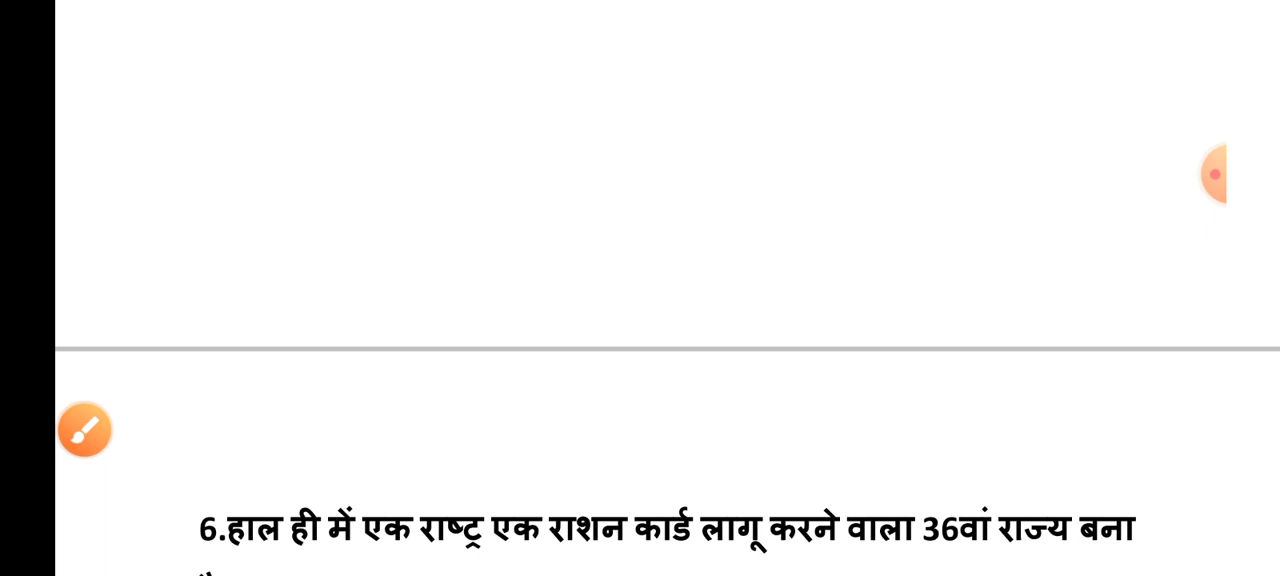 6.हाल ही में एक राष्ट्र एक राशन कार्ड लागू करने वाला 36वां राज्य बना